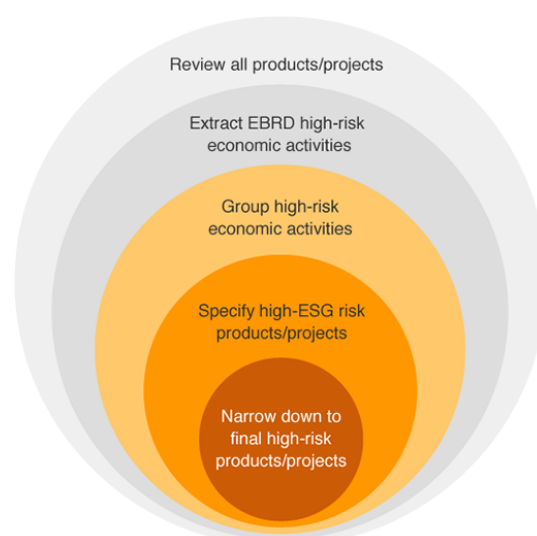 Review all products/projects
Extract EBRD high-risk
economic activities
Group high-risk
economic activities
Specify high-ESG risk
products/projects
Narrow down to
final high-risk
products/projects